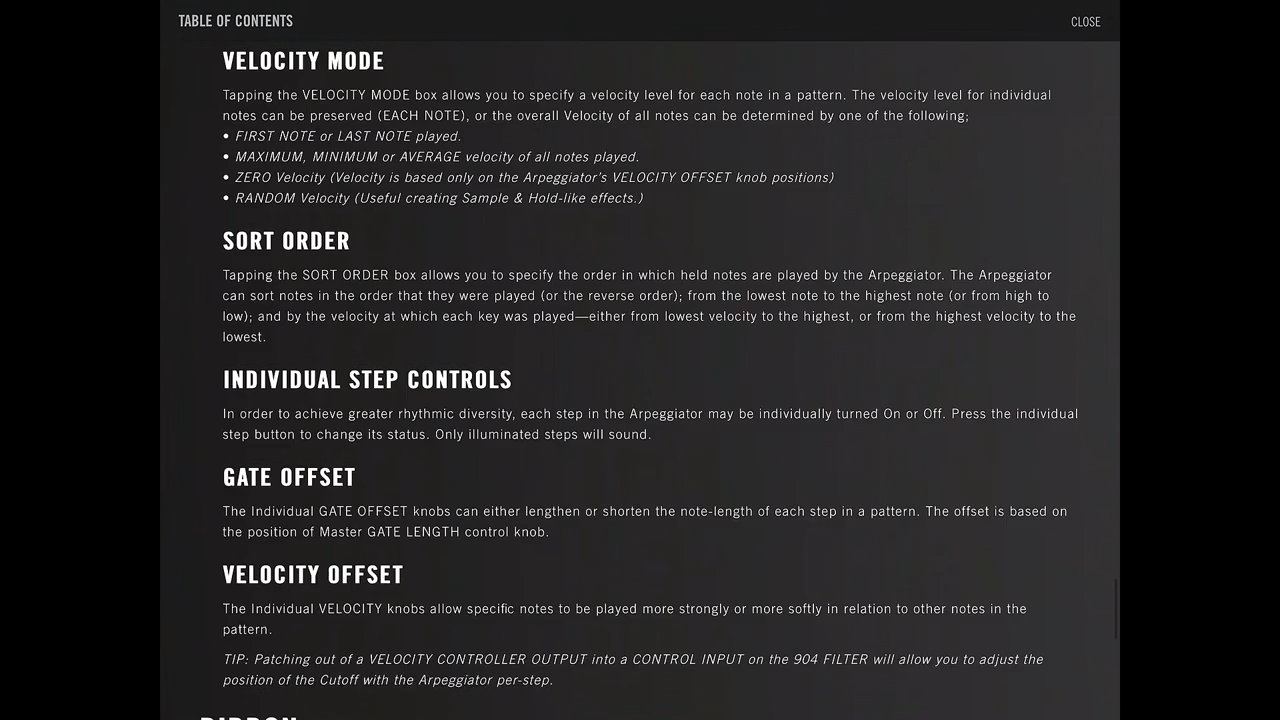 TABLE OF CONTENTS
CLOSE
VELOCITY MODE
Tapping the VELOCITY MODE box allows you to specify a velocity level for each note in a pattern. The velocity level for individual
notes can be preserved (EACH NOTE), or the overall Velocity of all notes can be determined by one of the following;
• FIRST NOTE or LAST NOTE played.
• MAXIMUM, MINIMUM or AVERAGE velocity of all notes played.
• ZERO Velocity (Velocity is based only on the Arpeggiator's VELOCITY OFFSET knob positions)
• RANDOM Velocity (Useful creating Sample & Hold-like effects.)
SORT ORDER
Tapping the SORT ORDER box allows you to specify the order in which held notes are played by the Arpeggiator. The Arpeggiator
can sort notes in the order that they were played (or the reverse order); from the lowest note to the highest note (or from high to
low); and by the velocity at which each key was played—either from lowest velocity to the highest, or from the highest velocity to the
lowest.
INDIVIDUAL STEP CONTROLS
In order to achieve greater rhythmic diversity, each step in the Arpeggiator may be individually turned On or Off. Press the individual
step button to change its status. Only illuminated steps will sound.
GATE OFFSET
The Individual GATE OFFSET knobs can either lengthen or shorten the note-length of each step in a pattern. The offset is based on
the position of Master GATE LENGTH control knob.
VELOCITY OFFSET
The Individual VELOCITY knobs allow specific notes to be played more strongly or more softly in relation to other notes in the
pattern.
TIP: Patching out of a VELOCITY CONTROLLER OUTPUT into a CONTROL INPUT on the 904 FILTER will allow you to adjust the
position of the Cutoff with the Arpeggiator per-step.